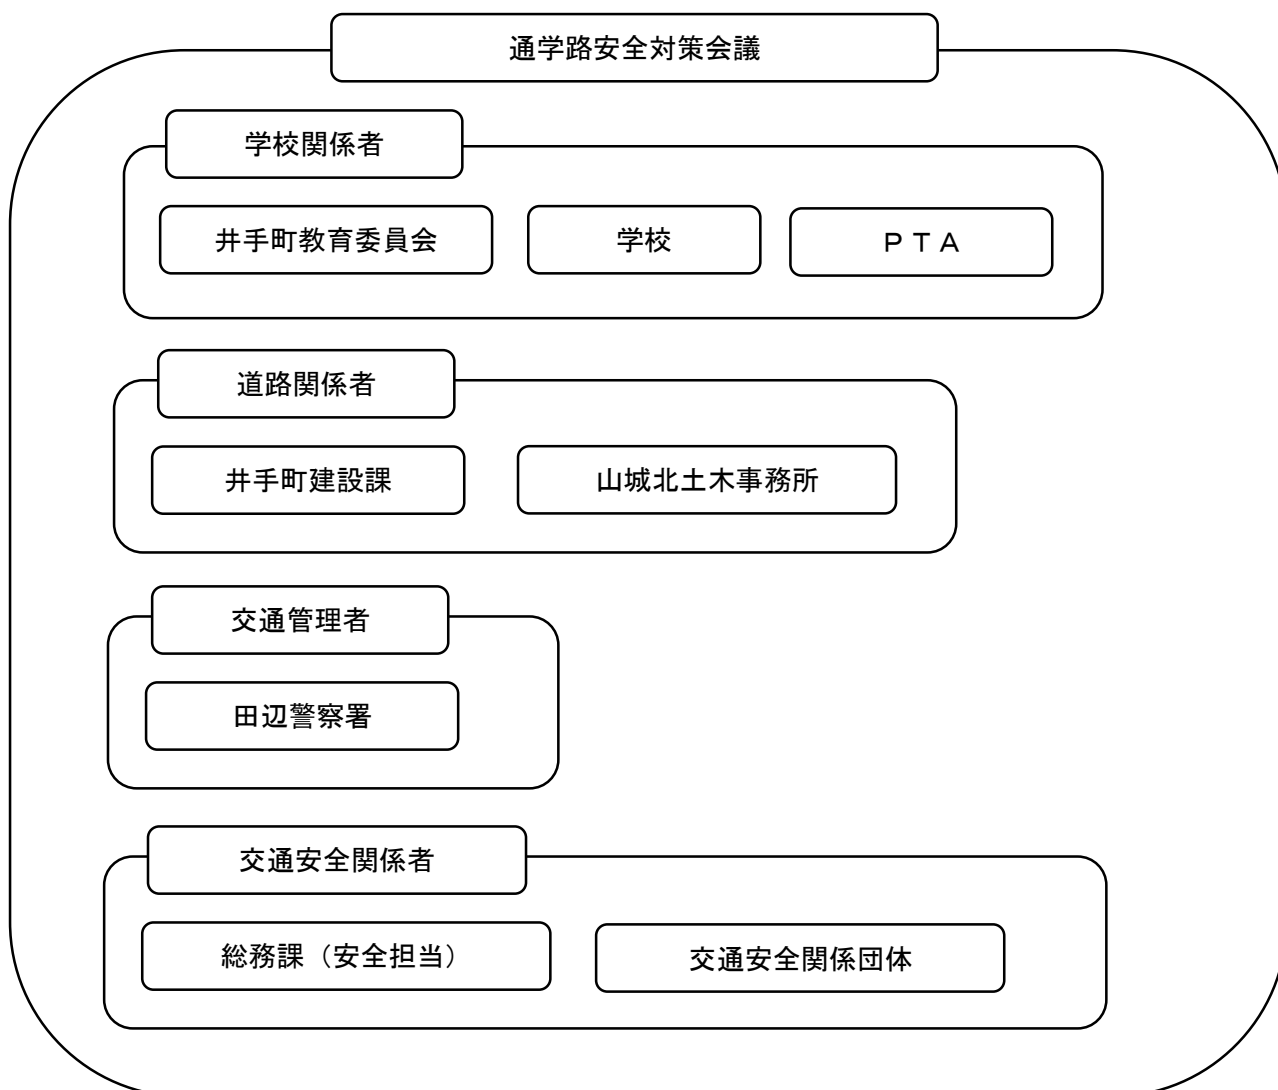 通学路安全対策会議
学校関係者
井手町教育委員会
学校
ＰＴＡ
道路関係者
井手町建設課
山城北土木事務所
交通管理者
田辺警察署
交通安全関係者
総務課（安全担当）
交通安全関係団体